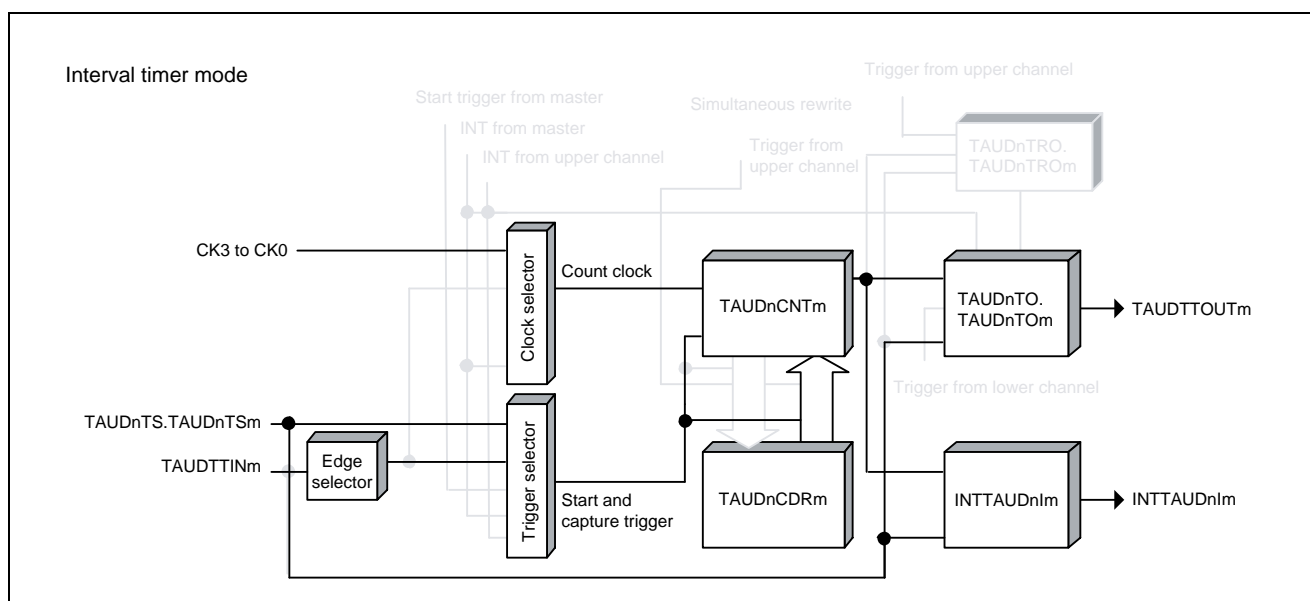 Interval timer mode
Trigger from upper channel
Start trigger from master
Simultaneous rewrite
INT from master
Trigger from
upper channel
INT from upper channel
TAUDnTRO.
TAUDnTROm
CK3 to CK0
Clock selector
Count clock
TAUDnCNTm
TAUDnTO.
TAUDnTOm
TAUDTTOUTm
Trigger from lower channel
TAUDnTS.TAUDnTSm
TAUDTTINm
Edge
selector
Trigger selector
Start and
capture trigger
TAUDnCDRm
INTTAUDnIm
INTTAUDnIm